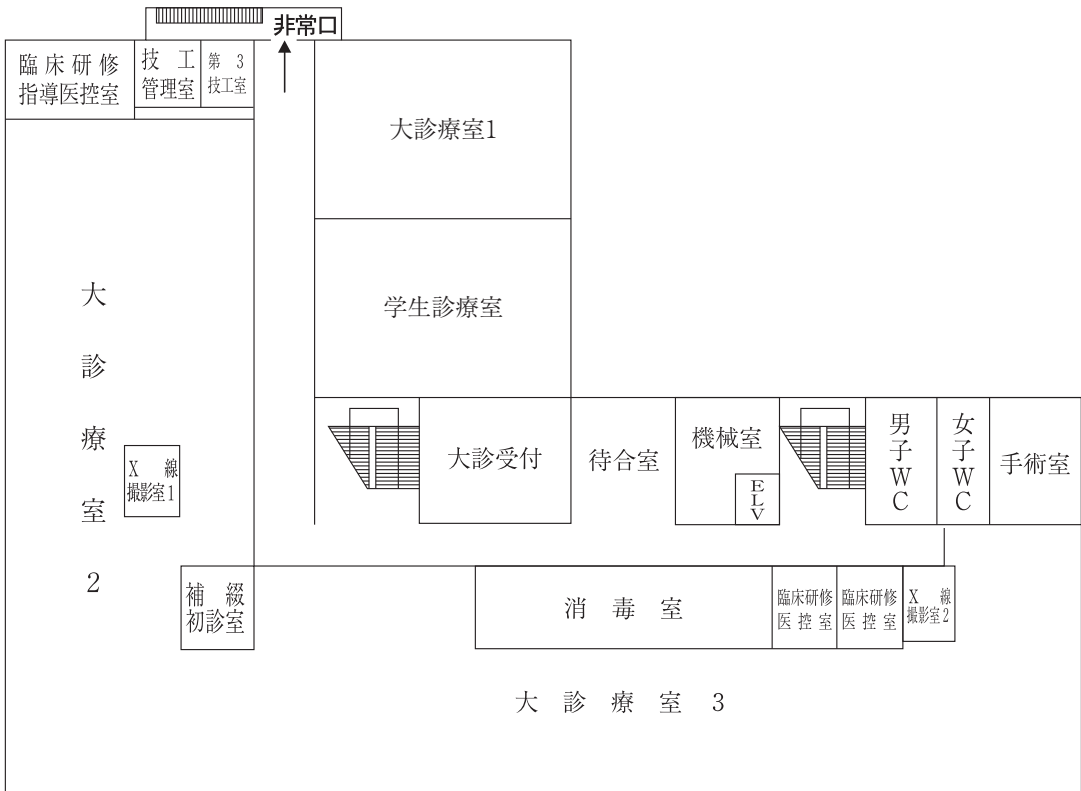 非常口
臨床研修
指導医控室
技工
管理室
第3
技工室
大診療室1
学生診療室
大診療室2
X線
撮影室1
大診受付
待合室
機械室
ELV
男子WC
女子WC
手術室
補綴
初診室
消毒室
臨床研修
医控室
臨床研修
医控室
X線
撮影室2
大診療室3